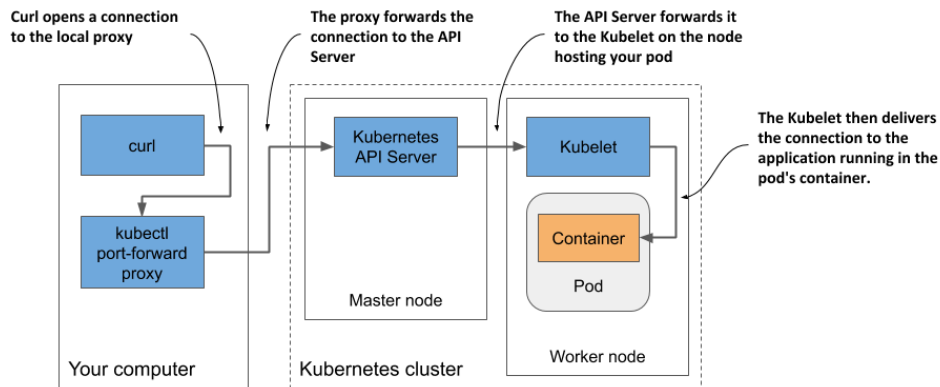 Curl opens a connection
to the local proxy
The proxy forwards the
connection to the API
Server
The API Server forwards it
to the Kubelet on the node
hosting your pod
The Kubelet then delivers
the connection to the
application running in the
pod's container.
curl
kubectl
port-forward
proxy
Your computer
Kubernetes
API Server
Master node
Kubelet
Container
Pod
Worker node
Kubernetes cluster